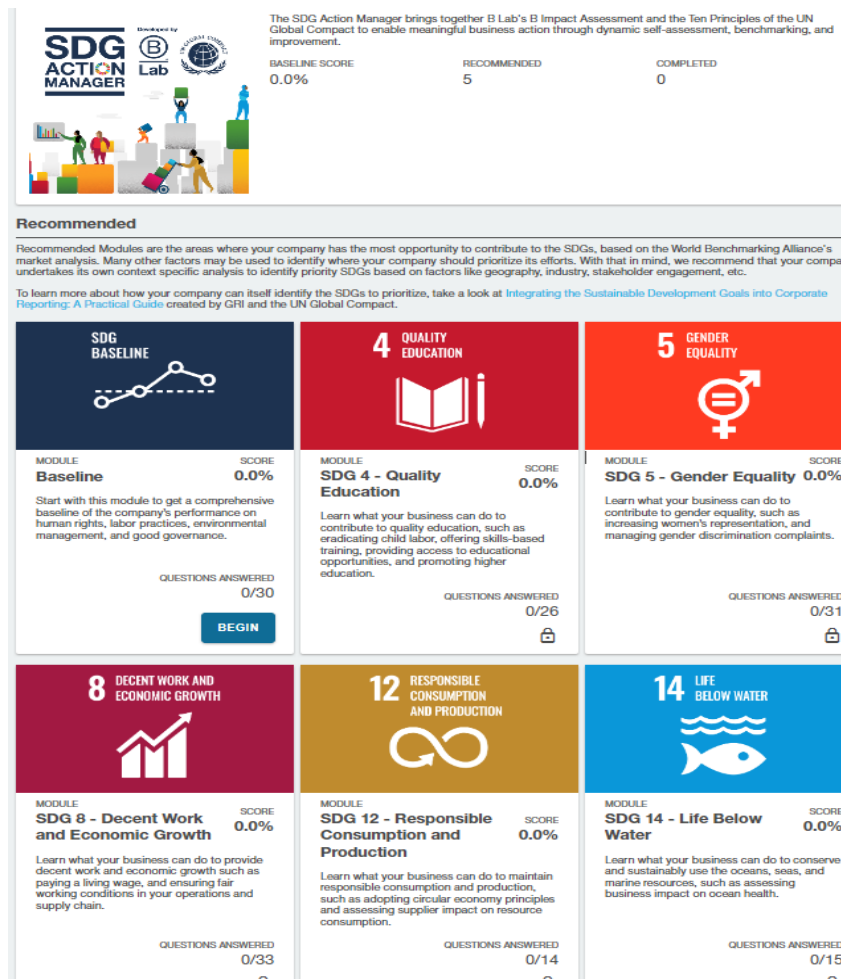 SDG
ACTION
MANAGER
Developed by
B
Lab
The SDG Action Manager brings together B Lab's B Impact Assessment and the Ten Principles of the UN
Global Compact to enable meaningful business action through dynamic self-assessment, benchmarking, and
improvement.
BASELINE SCORE RECOMMENDED COMPLETED
0.0% 5 0
Recommended
Recommended Modules are the areas where your company has the most opportunity to contribute to the SDGs, based on the World Benchmarking Alliance's
market analysis. Many other factors may be used to identify where your company should prioritize its efforts. With that in mind, we recommend that your compa
undertakes its own context specific analysis to identify priority SDGs based on factors like geography, industry, stakeholder engagement, etc.
To learn more about how your company can itself identify the SDGs to prioritize, take a look at Integrating the Sustainable Development Goals into Corporate
Reporting: A Practical Guide created by GRI and the UN Global Compact.
SDG
BASELINE
MODULE SCORE
Baseline 0.0%
Start with this module to get a comprehensive
baseline of the company's performance on
human rights, labor practices, environmental
management, and good governance.
QUESTIONS ANSWERED
0/30
BEGIN
4 QUALITY
EDUCATION
MODULE SCORE
SDG 4 - Quality 0.0%
Education
Learn what your business can do to
contribute to quality education, such as
eradicating child labor, offering skills-based
training, providing access to educational
opportunities, and promoting higher
education.
QUESTIONS ANSWERED
0/26
5 GENDER
EQUALITY
MODULE SCORE
SDG 5 - Gender Equality 0.0%
Learn what your business can do to
contribute to gender equality, such as
increasing women's representation, and
managing gender discrimination complaints.
QUESTIONS ANSWERED
0/31
8 DECENT WORK AND
ECONOMIC GROWTH
MODULE SCORE
SDG 8 - Decent Work 0.0%
and Economic Growth
Learn what your business can do to provide
decent work and economic growth such as
paying a living wage, and ensuring fair
working conditions in your operations and
supply chain.
QUESTIONS ANSWERED
0/33
12 RESPONSIBLE
CONSUMPTION
AND PRODUCTION
MODULE SCORE
SDG 12 - Responsible 0.0%
Consumption and
Production
Learn what your business can do to maintain
responsible consumption and production,
such as adopting circular economy principles
and assessing supplier impact on resource
consumption.
QUESTIONS ANSWERED
0/14
14 LIFE
BELOW WATER
MODULE SCORE
SDG 14 - Life Below 0.0%
Water
Learn what your business can do to conserve
and sustainably use the oceans, seas, and
marine resources, such as assessing
business impact on ocean health.
QUESTIONS ANSWERED
0/15